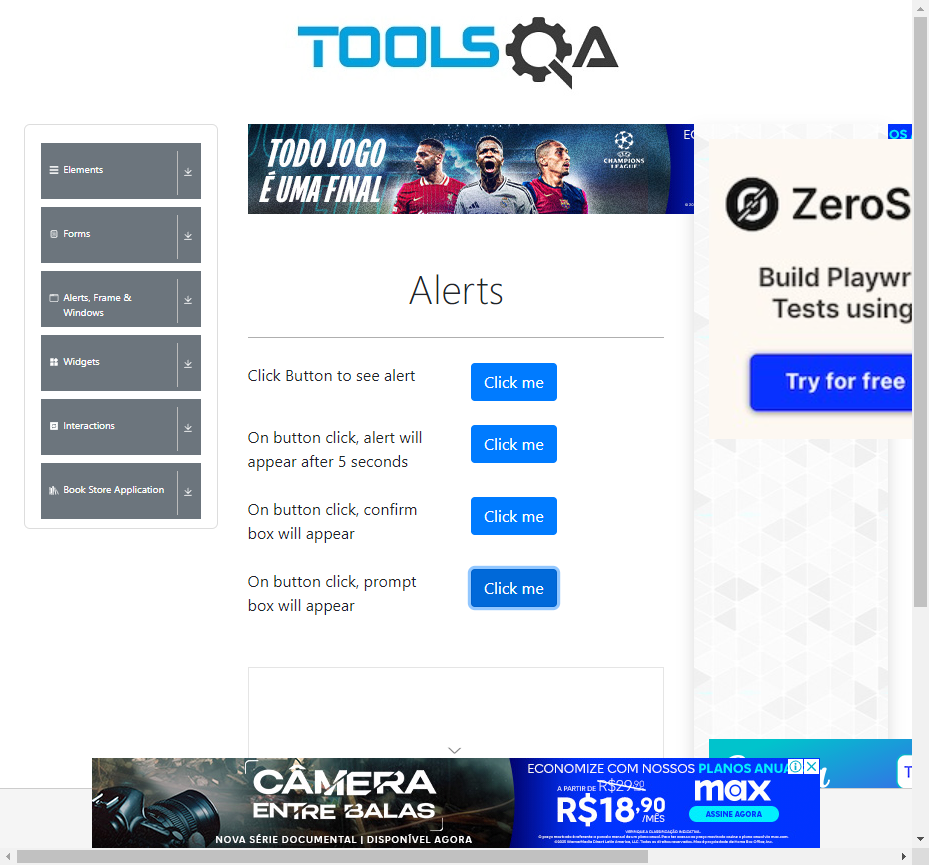 TOOLSQA
Elements
Forms
Alerts, Frame &
Windows
Widgets
Interactions
Book Store Application
TODO JOGO
É UMA FINAL
CHAMPIONS
LEAGUE
ZeroS
Build Playwr
Tests using
Try for free
Alerts
Click Button to see alert
Click me
On button click, alert will
appear after 5 seconds
Click me
On button click, confirm
box will appear
Click me
On button click, prompt
box will appear
Click me
CÂMERA
ENTRE BALAS
NOVA SÉRIE DOCUMENTAL | DISPONÍVEL AGORA
ECONOMIZE COM NOSSOS PLANOS ANUA
A PARTIR DE R$29,90
R$18,90
/MÊS
max
ASSINE AGORA